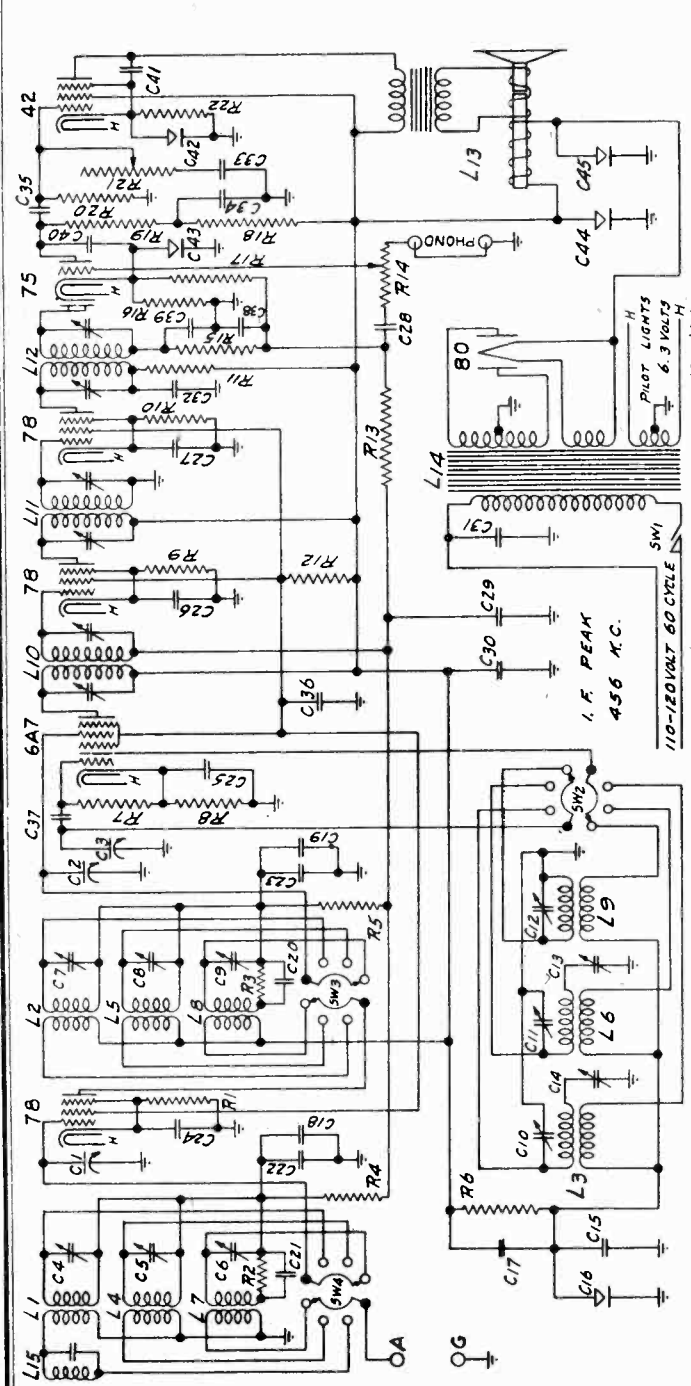 L15
L1
C4
C1
78
H
L2
C7
C2
C3
C37
6A7
H
L10
78
H
L11
78
H
L12
75
H
C40
C35
42
H
C41
L4
C5
C24
R1
L5
C8
R7
C25
R8
C26
R9
C27
R10
C32
R11
C39
R16
R15
C38
R17
C43
R19
R20
R21
R18
C34
C33
C42
R22
L7
C6
R2
C21
C22
C18
L8
C9
R3
C20
C23
C19
C36
R12
SW4
R4
SW3
R5
R13
C28
R14
PHONO
A
G
R6
C17
C16
C15
C30
C29
L13
C44
C45
L3
C10
C14
L6
C11
C13
L9
C12
SW2
I.F. PEAK
456 K.C.
110-120 VOLT 60 CYCLE
SW1
C31
L14
80
PILOT LIGHTS
6.3 VOLTS
H
H